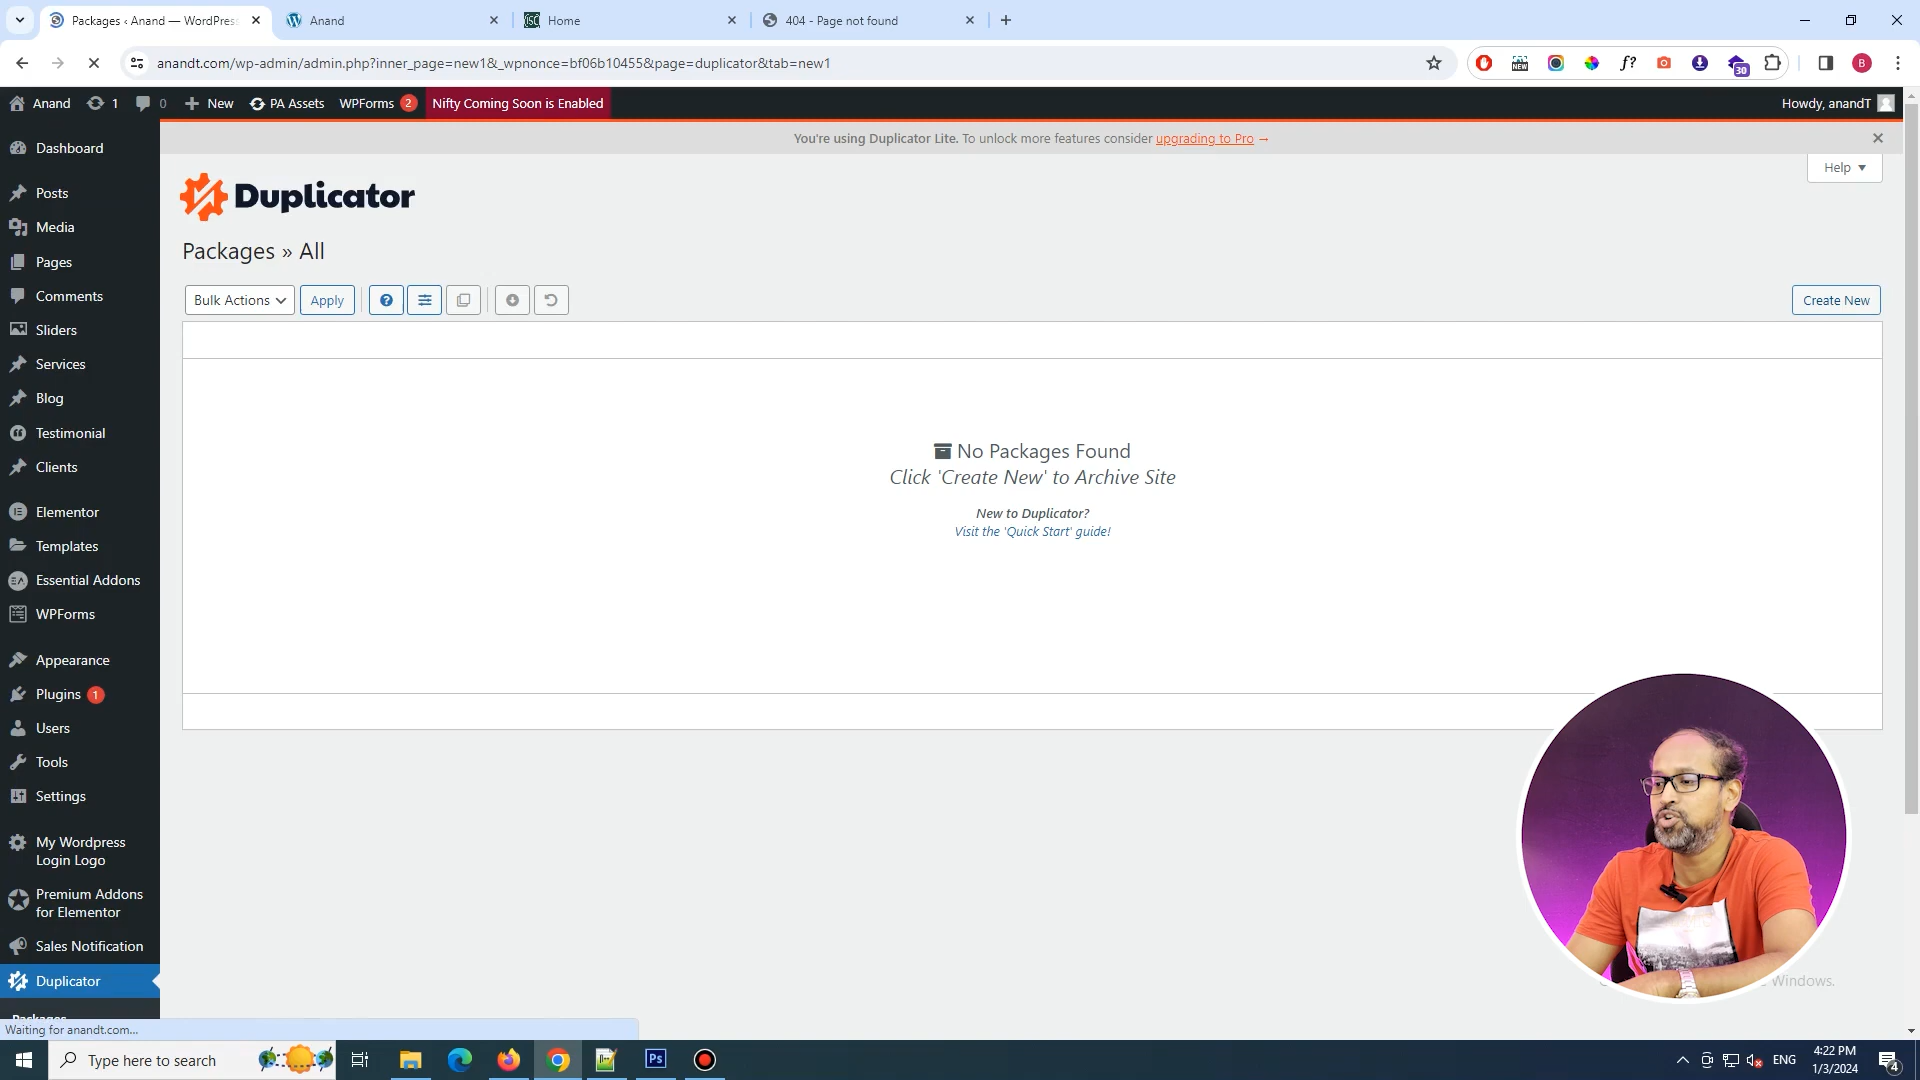 Packages ‹ Anand — WordPress
Anand
Home
404 - Page not found
anandt.com/wp-admin/admin.php?inner_page=new1&_wpnonce=bf06b10455&page=duplicator&tab=new1
NEW
f?
30
B
Anand
1
0
New
PA Assets
WPForms 2
Nifty Coming Soon is Enabled
Howdy, anandT
You're using Duplicator Lite. To unlock more features consider upgrading to Pro →
Help
Dashboard
Posts
Media
Pages
Comments
Sliders
Services
Blog
Testimonial
Clients
Elementor
Templates
Essential Addons
WPForms
Appearance
Plugins 1
Users
Tools
Settings
My Wordpress
Login Logo
Premium Addons
for Elementor
Sales Notification
Duplicator
Packages
Duplicator
Packages » All
Bulk Actions
Apply
Create New
No Packages Found
Click 'Create New' to Archive Site
New to Duplicator?
Visit the 'Quick Start' guide!
Windows.
Waiting for anandt.com...
Type here to search
Ps
ENG
4:22 PM
1/3/2024
4